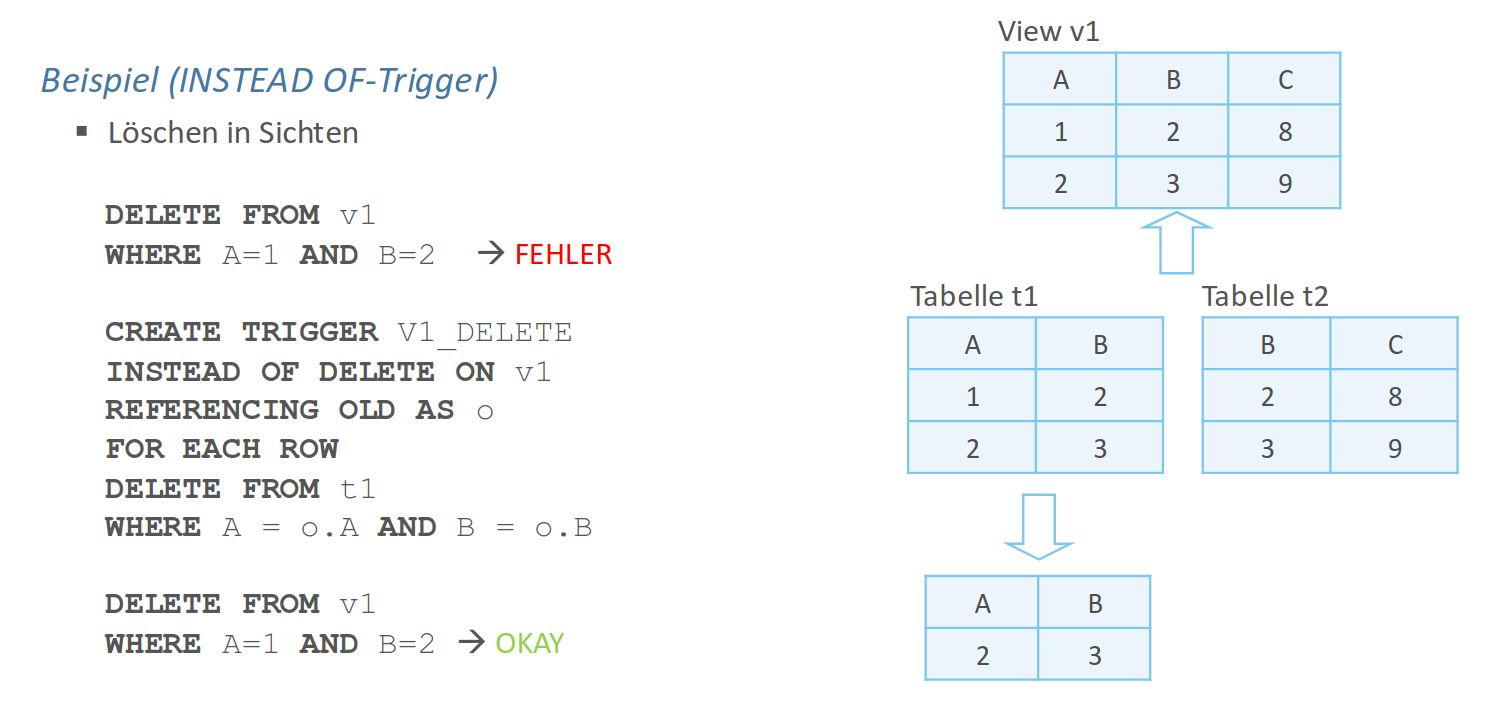 Beispiel (INSTEAD OF-Trigger)
▪ Löschen in Sichten
DELETE FROM v1
WHERE A=1 AND B=2 → FEHLER
CREATE TRIGGER V1_DELETE
INSTEAD OF DELETE ON v1
REFERENCING OLD AS o
FOR EACH ROW
DELETE FROM t1
WHERE A = o.A AND B = o.B
DELETE FROM v1
WHERE A=1 AND B=2 → OKAY
View v1
A B C
1 2 8
2 3 9
Tabelle t1
A B
1 2
2 3
Tabelle t2
B C
2 8
3 9
A B
2 3